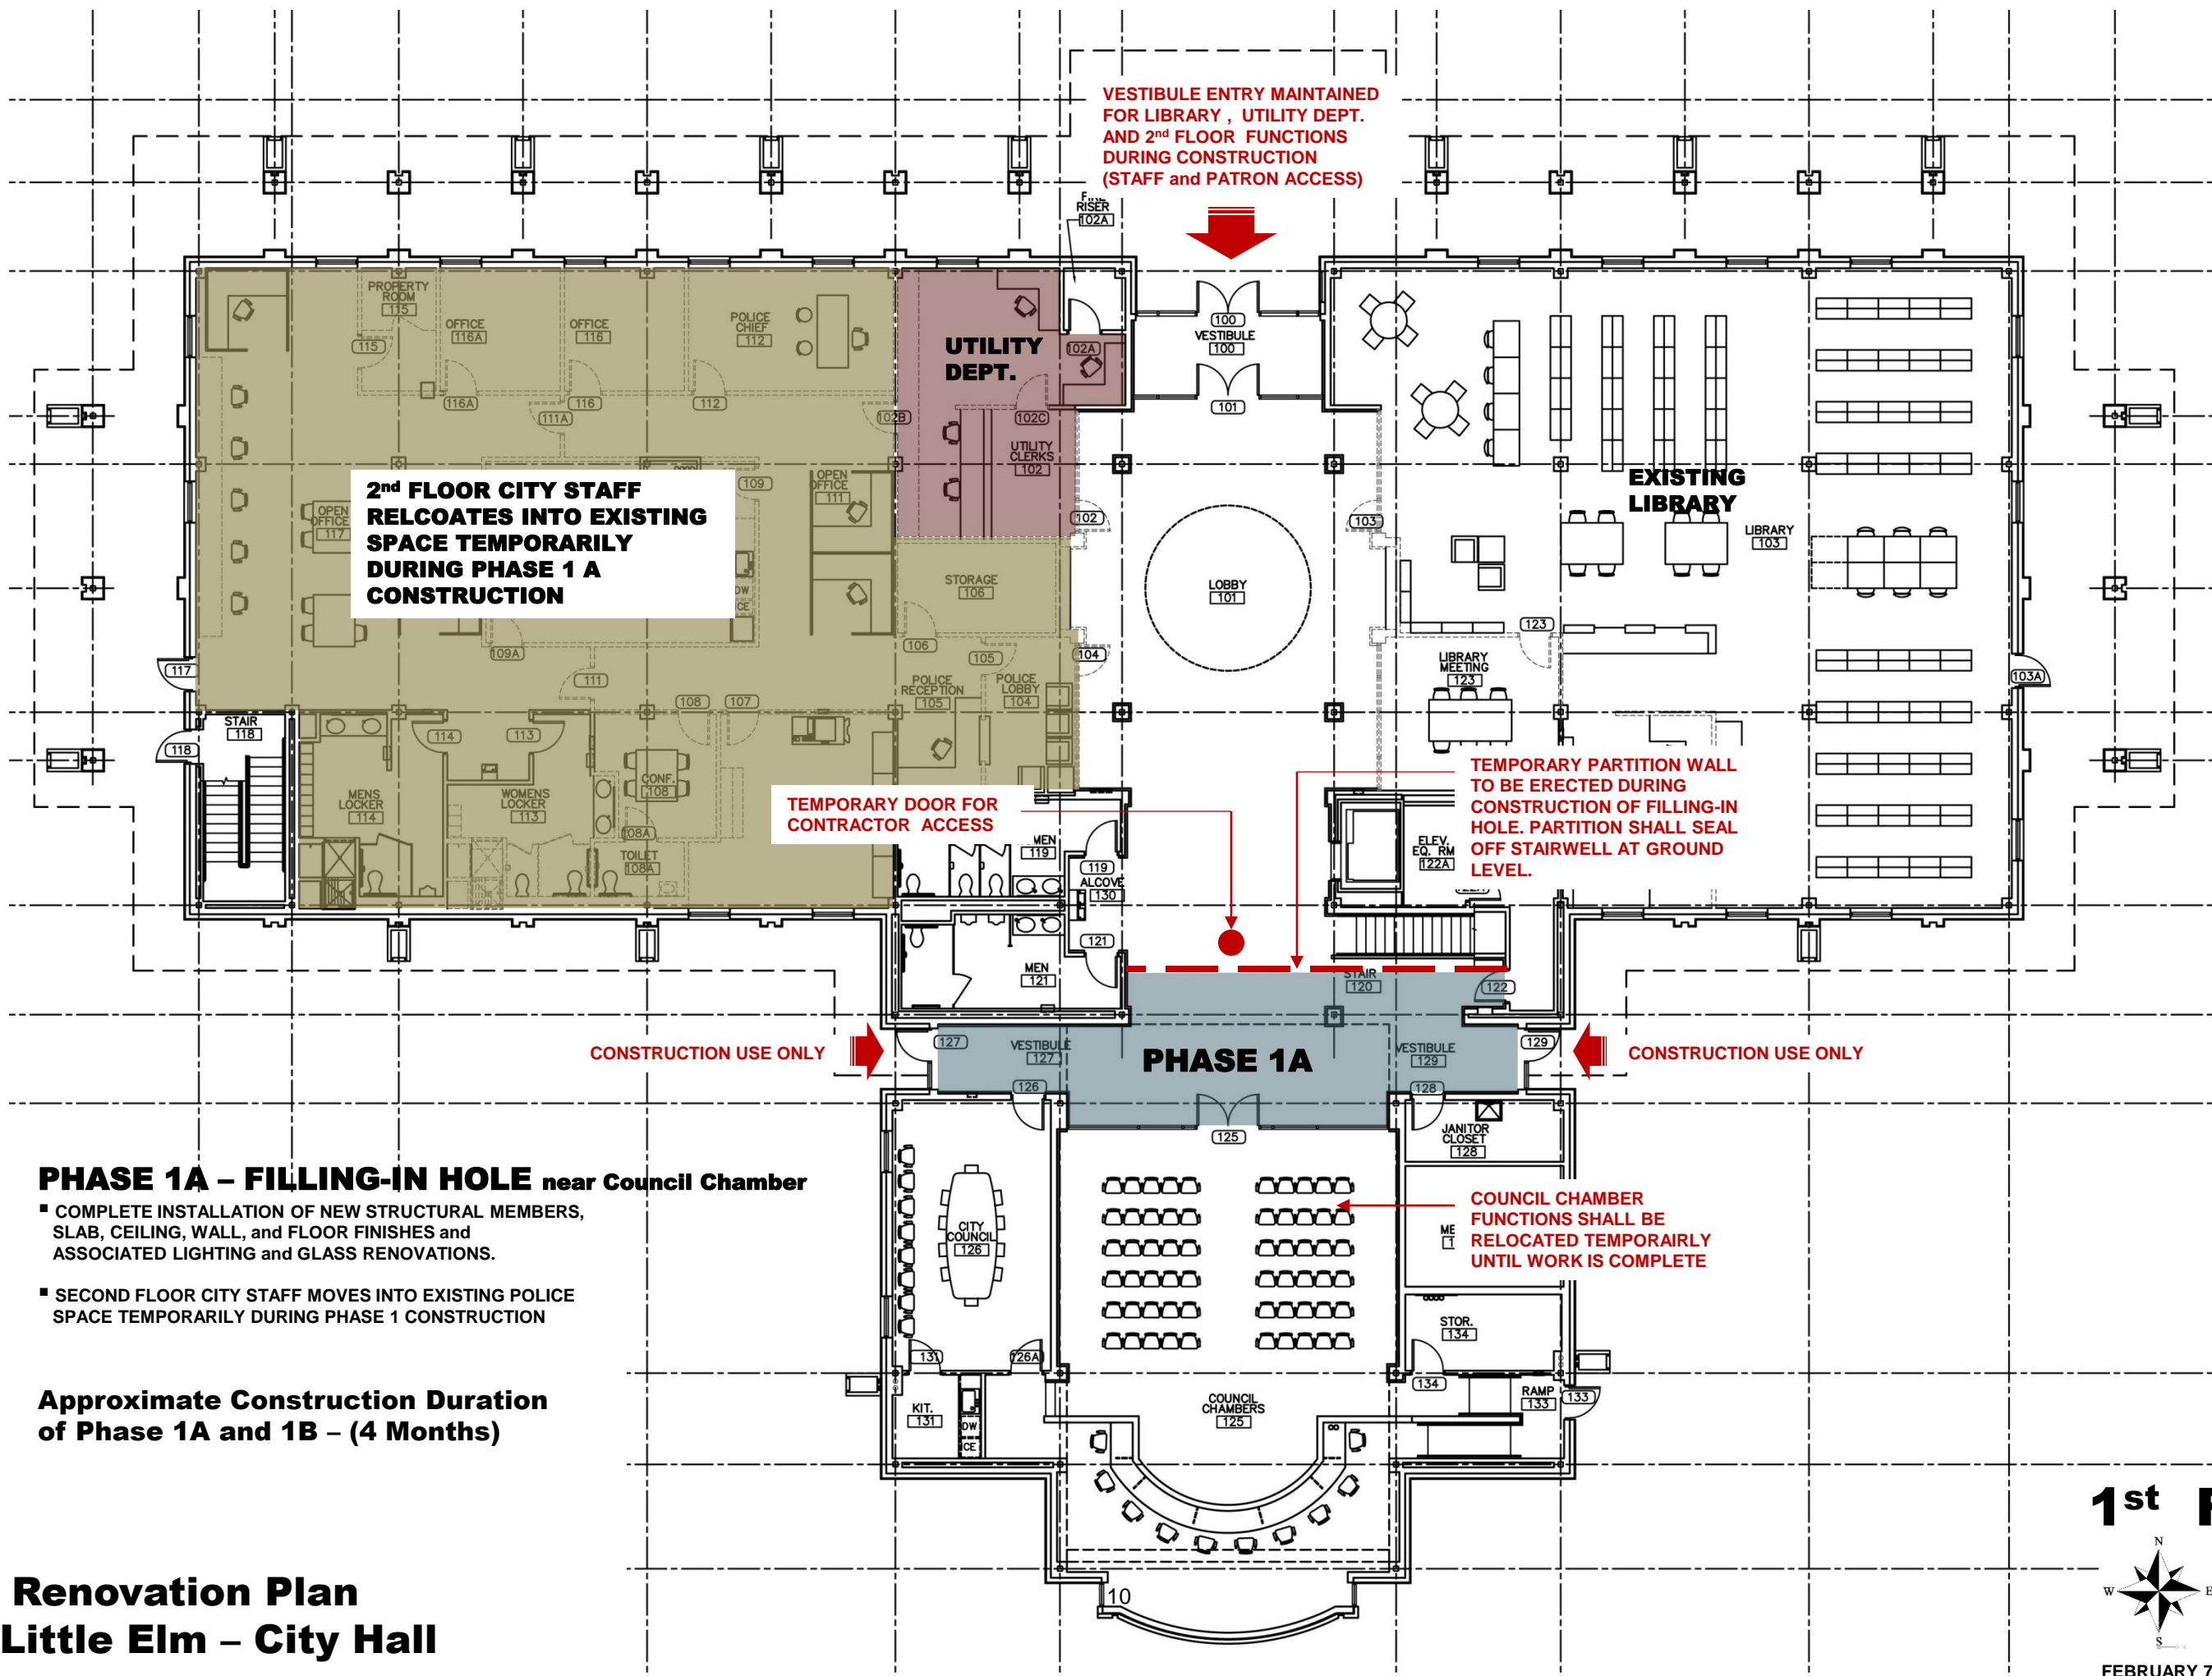 VESTIBULE ENTRY MAINTAINED
FOR LIBRARY , UTILITY DEPT.
AND 2nd FLOOR FUNCTIONS
DURING CONSTRUCTION
(STAFF and PATRON ACCESS)
RISER
102A
PROPERTY
ROOM
115
OFFICE
116A
OFFICE
116
POLICE
CHIEF
112
115
116A
116
111A
112
102B
UTILITY
DEPT.
102A
102C
UTILITY
CLERKS
102
100
VESTIBULE
100
101
2nd FLOOR CITY STAFF
RELCOATES INTO EXISTING
SPACE TEMPORARILY
DURING PHASE 1 A
CONSTRUCTION
OPEN
OFFICE
117
109
OPEN
OFFICE
111
DW
ICE
102
103
EXISTING
LIBRARY
LIBRARY
103
STORAGE
106
LOBBY
101
109A
111
106
105
104
123
LIBRARY
MEETING
123
103A
117
POLICE
RECEPTION
105
POLICE
LOBBY
104
108
107
STAIR
118
118
114
113
MENS
LOCKER
114
WOMENS
LOCKER
113
CONF.
108
108A
TOILET
108A
TEMPORARY DOOR FOR
CONTRACTOR ACCESS
TEMPORARY PARTITION WALL
TO BE ERECTED DURING
CONSTRUCTION OF FILLING-IN
HOLE. PARTITION SHALL SEAL
OFF STAIRWELL AT GROUND
LEVEL.
MEN
119
119
ALCOVE
130
121
MEN
121
ELEV.
EQ. RM
122A
122A
STAIR
120
122
CONSTRUCTION USE ONLY
127
VESTIBULE
127
126
PHASE 1A
VESTIBULE
129
129
128
CONSTRUCTION USE ONLY
125
JANITOR
CLOSET
128
PHASE 1A – FILLING-IN HOLE near Council Chamber
▪ COMPLETE INSTALLATION OF NEW STRUCTURAL MEMBERS,
SLAB, CEILING, WALL, and FLOOR FINISHES and
ASSOCIATED LIGHTING and GLASS RENOVATIONS.
▪ SECOND FLOOR CITY STAFF MOVES INTO EXISTING POLICE
SPACE TEMPORARILY DURING PHASE 1 CONSTRUCTION
CITY
COUNCIL
126
COUNCIL CHAMBER
FUNCTIONS SHALL BE
RELOCATED TEMPORAIRLY
UNTIL WORK IS COMPLETE
ME
STOR.
134
131
126A
134
RAMP
133
133
Approximate Construction Duration
of Phase 1A and 1B – (4 Months)
KIT.
131
DW
ICE
COUNCIL
CHAMBERS
125
10
Renovation Plan
Little Elm – City Hall
1st
N
W
E
S
FEBRUARY 7